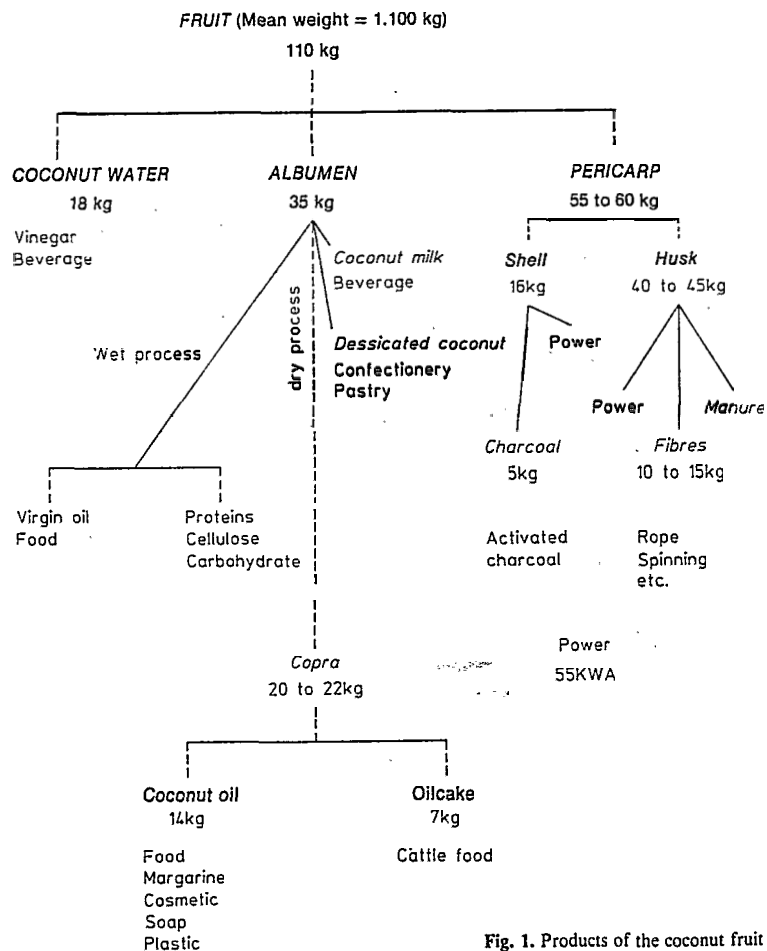 FRUIT (Mean weight = 1.100 kg)
110 kg
COCONUT WATER
18 kg
Vinegar
Beverage
ALBUMEN
35 kg
Coconut milk
Beverage
Dessicated coconut
Confectionery
Pastry
Wet process
dry process
PERICARP
55 to 60 kg
Shell
16kg
Husk
40 to 45kg
Power
Power
Manure
Charcoal
5kg
Fibres
10 to 15kg
Activated
charcoal
Rope
Spinning
etc.
Virgin oil
Food
Proteins
Cellulose
Carbohydrate
Power
55KWA
Copra
20 to 22kg
Coconut oil
14kg
Oilcake
7kg
Food
Margarine
Cosmetic
Soap
Plastic
Cattle food
Fig. 1. Products of the coconut fruit